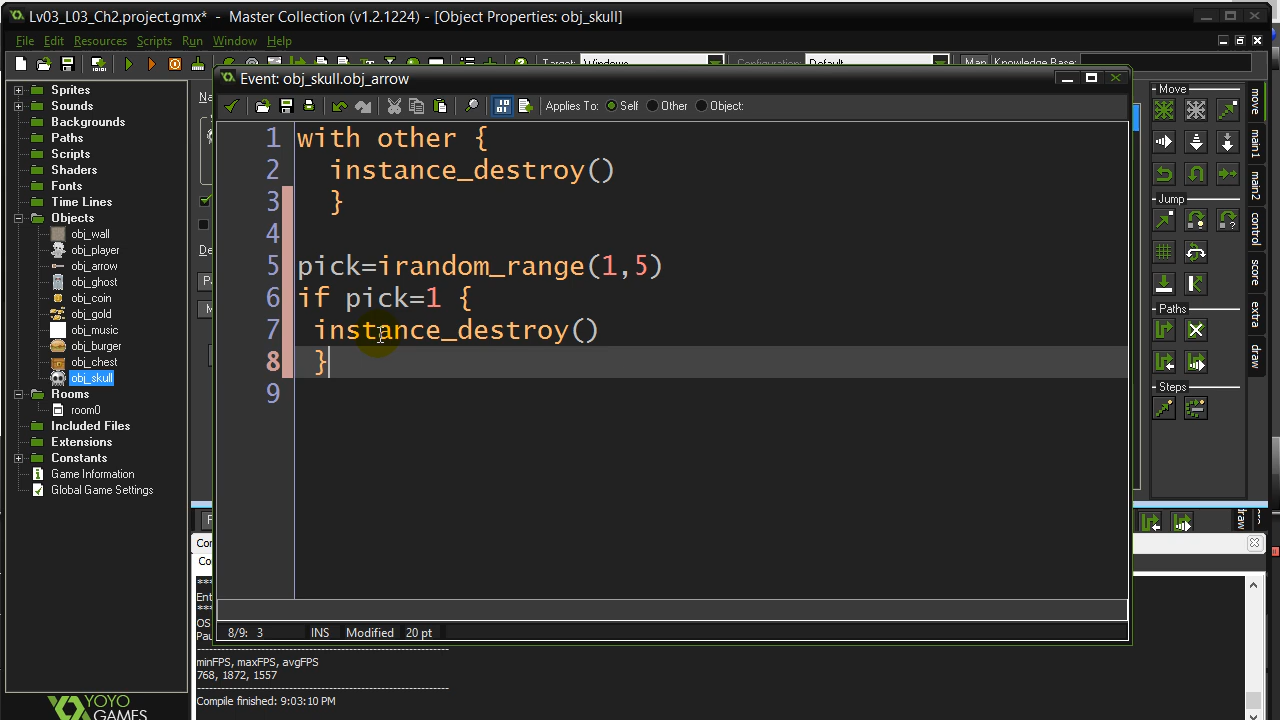 Lv03_L03_Ch2.project.gmx* - Master Collection (v1.2.1224) - [Object Properties: obj_skull]
File Edit Resources Scripts Run Window Help
Event: obj_skull.obj_arrow
Applies To: Self Other Object:
1 with other {
2 instance_destroy()
3 }
4
5 pick=irandom_range(1,5)
6 if pick=1 {
7 instance_destroy()
8 }
9
8/9: 3 INS Modified 20 pt
Sprites
Sounds
Backgrounds
Paths
Scripts
Shaders
Fonts
Time Lines
Objects
obj_wall
obj_player
obj_arrow
obj_ghost
obj_coin
obj_gold
obj_music
obj_burger
obj_chest
obj_skull
Rooms
room0
Included Files
Extensions
Constants
Game Information
Global Game Settings
YOYO
GAMES
Move
Jump
Paths
Steps
move
main1
main2
control
score
extra
draw
minFPS, maxFPS, avgFPS
768, 1872, 1557
Compile finished: 9:03:10 PM